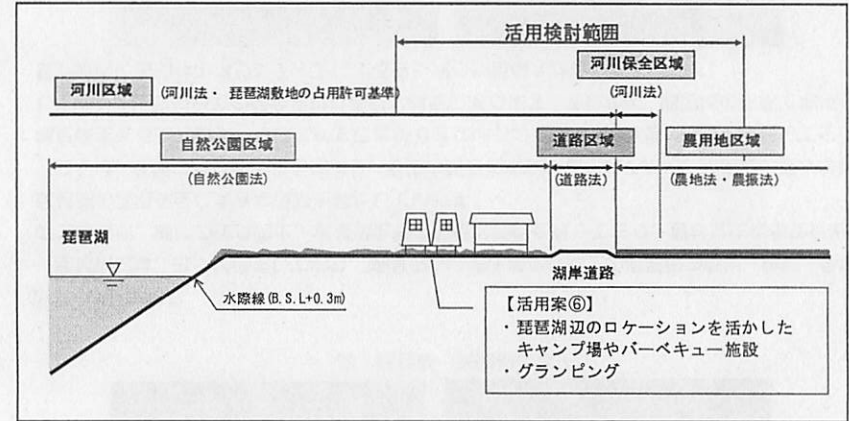 活用検討範囲
河川保全区域
(河川法)
河川区域 (河川法・琵琶湖敷地の占用許可基準)
自然公園区域
(自然公園法)
道路区域
(道路法)
農用地区域
(農地法・農振法)
琵琶湖
水際線(B.S.L+0.3m)
湖岸道路
【活用案⑥】
・琵琶湖辺のロケーションを活かした
キャンプ場やバーベキュー施設
・グランピング